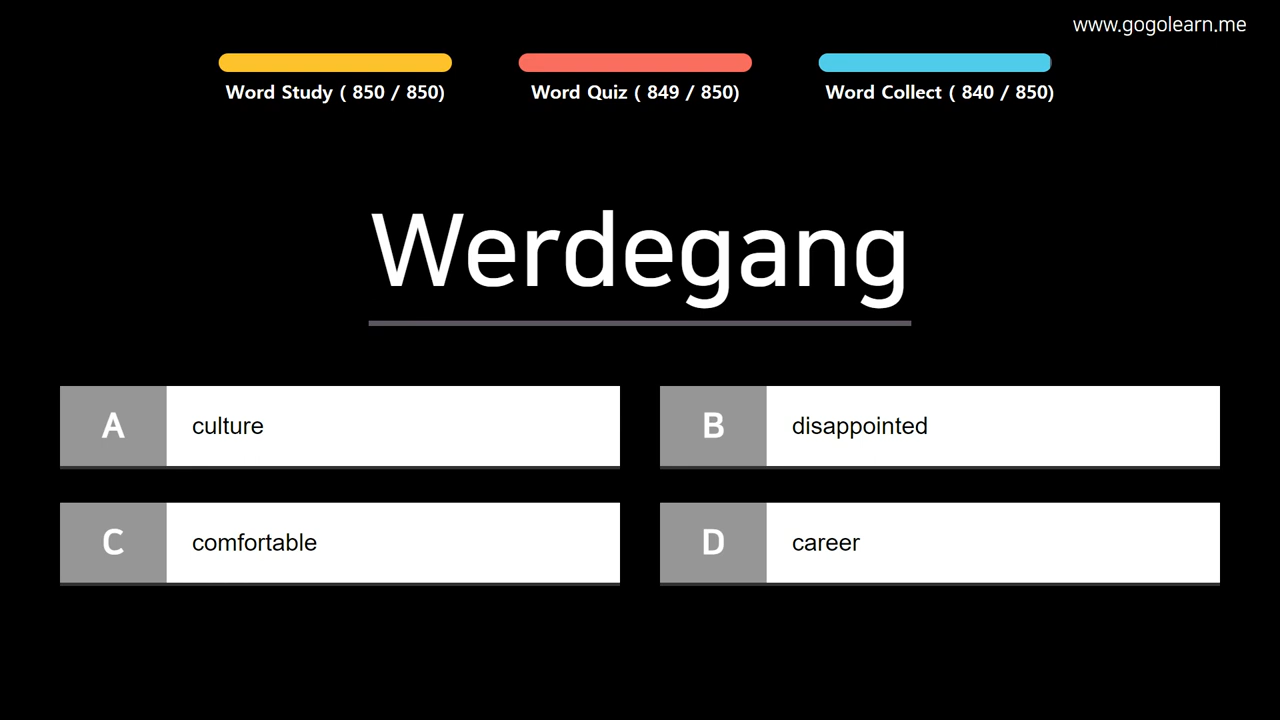 www.gogolearn.me
Word Study ( 850 / 850)
Word Quiz ( 849 / 850)
Word Collect ( 840 / 850)
Werdegang
A culture
B disappointed
C comfortable
D career